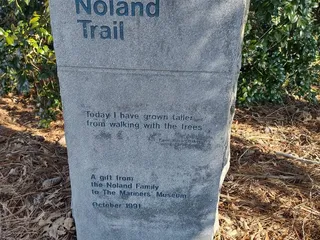 Noland
Trail
Today I have grown taller
from walking with the trees
A gift from
the Noland Family
to The Mariners' Museum
October 1991